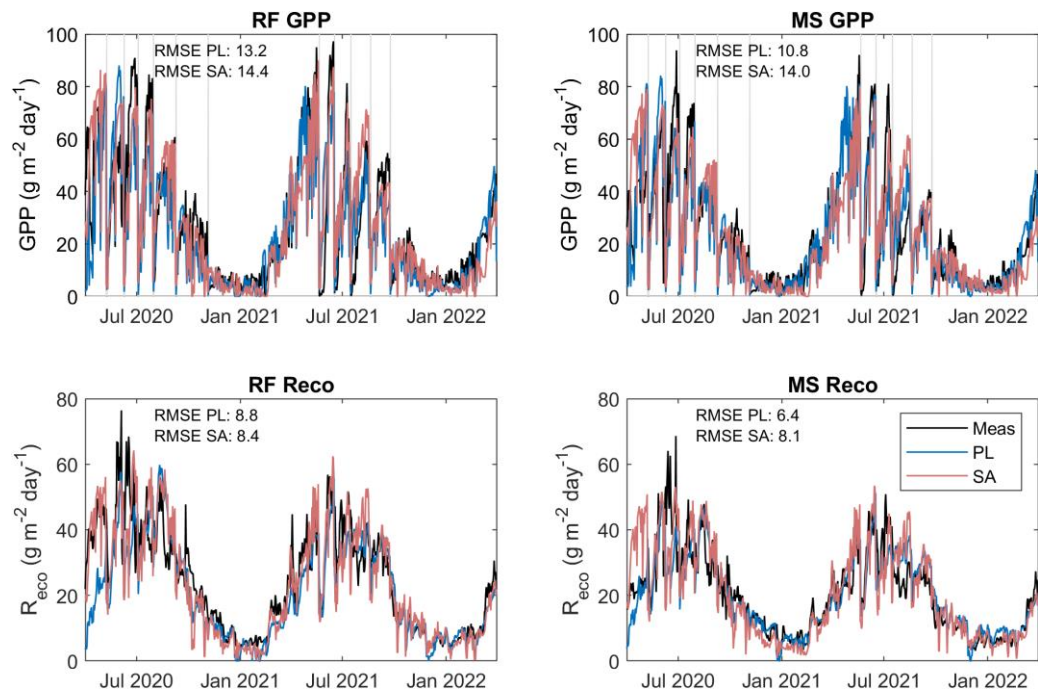 RF GPP
RMSE PL: 13.2
RMSE SA: 14.4
GPP (g m⁻² day⁻¹)
100
80
60
40
20
0
Jul 2020 Jan 2021 Jul 2021 Jan 2022
MS GPP
RMSE PL: 10.8
RMSE SA: 14.0
GPP (g m⁻² day⁻¹)
100
80
60
40
20
0
Jul 2020 Jan 2021 Jul 2021 Jan 2022
RF Reco
RMSE PL: 8.8
RMSE SA: 8.4
R_eco (g m⁻² day⁻¹)
80
60
40
20
0
Jul 2020 Jan 2021 Jul 2021 Jan 2022
MS Reco
RMSE PL: 6.4
RMSE SA: 8.1
Meas
PL
SA
R_eco (g m⁻² day⁻¹)
80
60
40
20
0
Jul 2020 Jan 2021 Jul 2021 Jan 2022